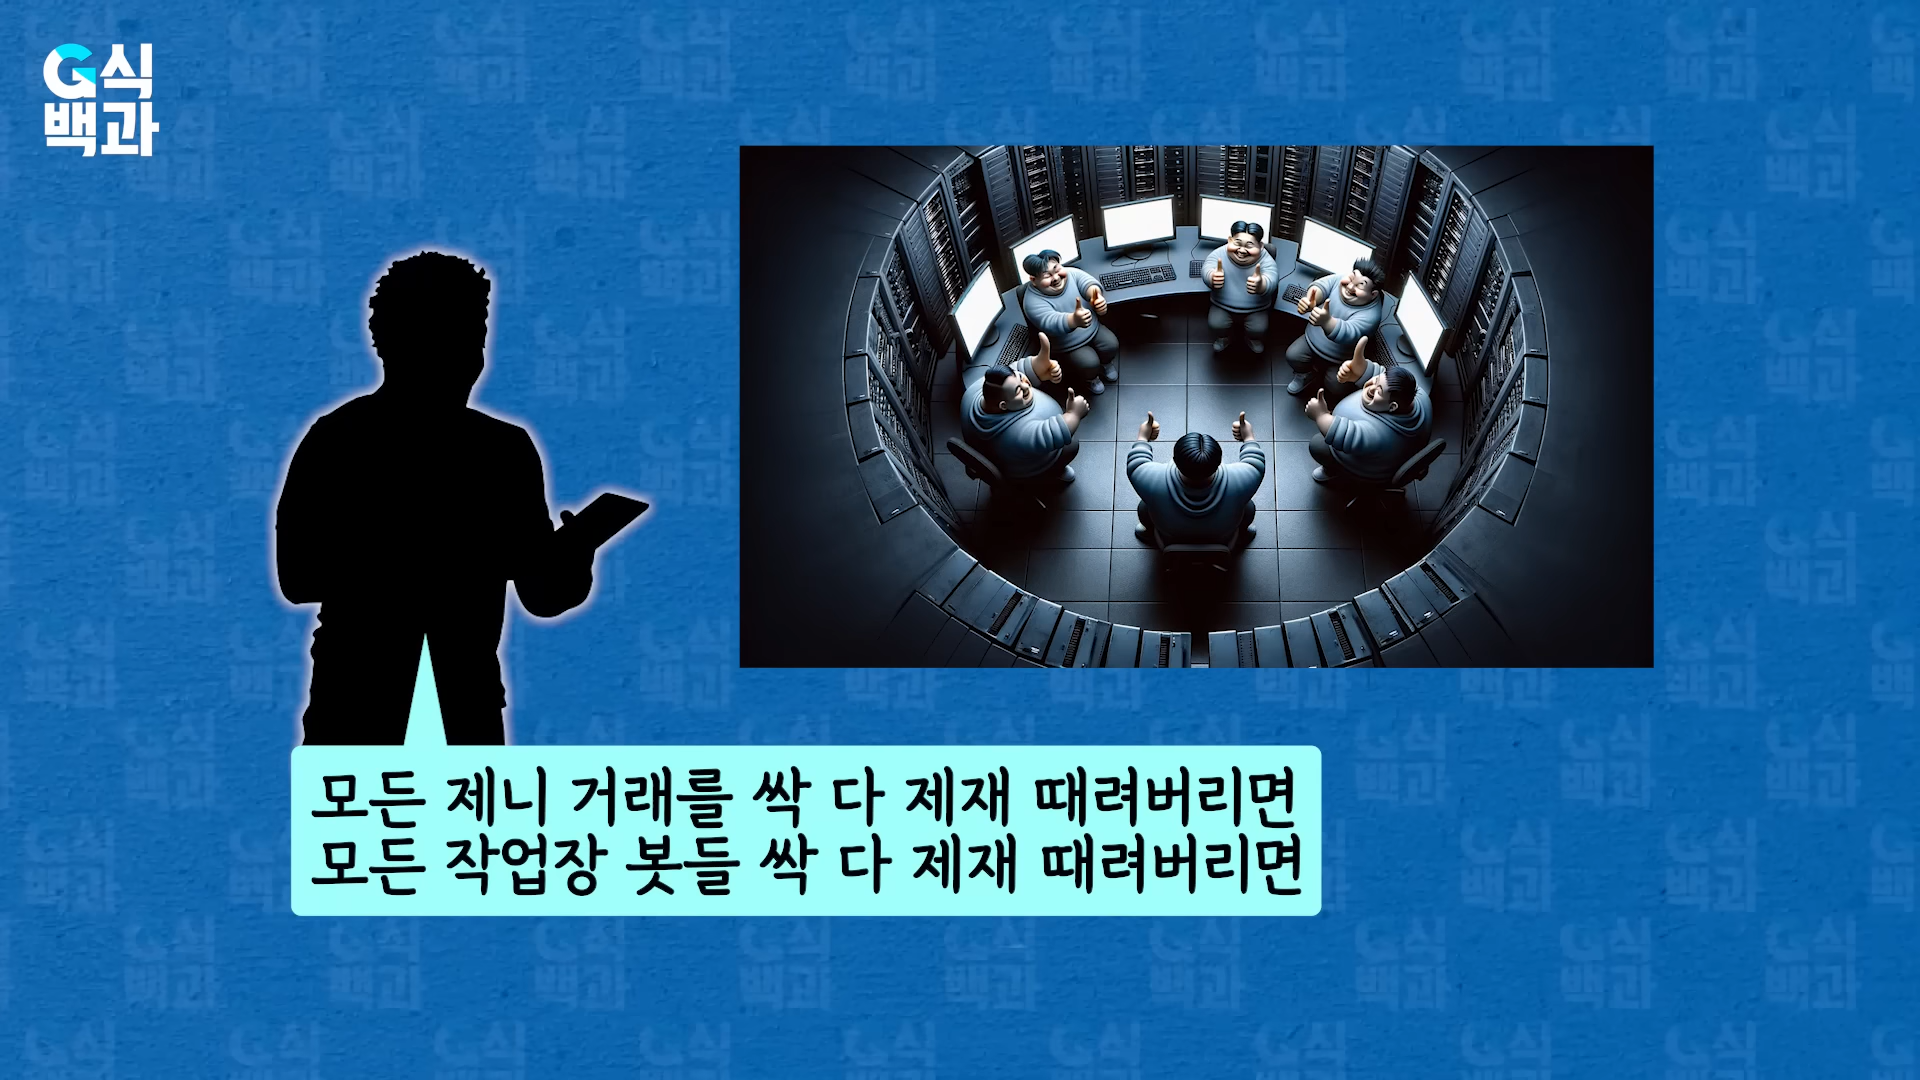 G식
백과
모든 제니 거래를 싹 다 제재 때려버리면
모든 작업장 봇들 싹 다 제재 때려버리면